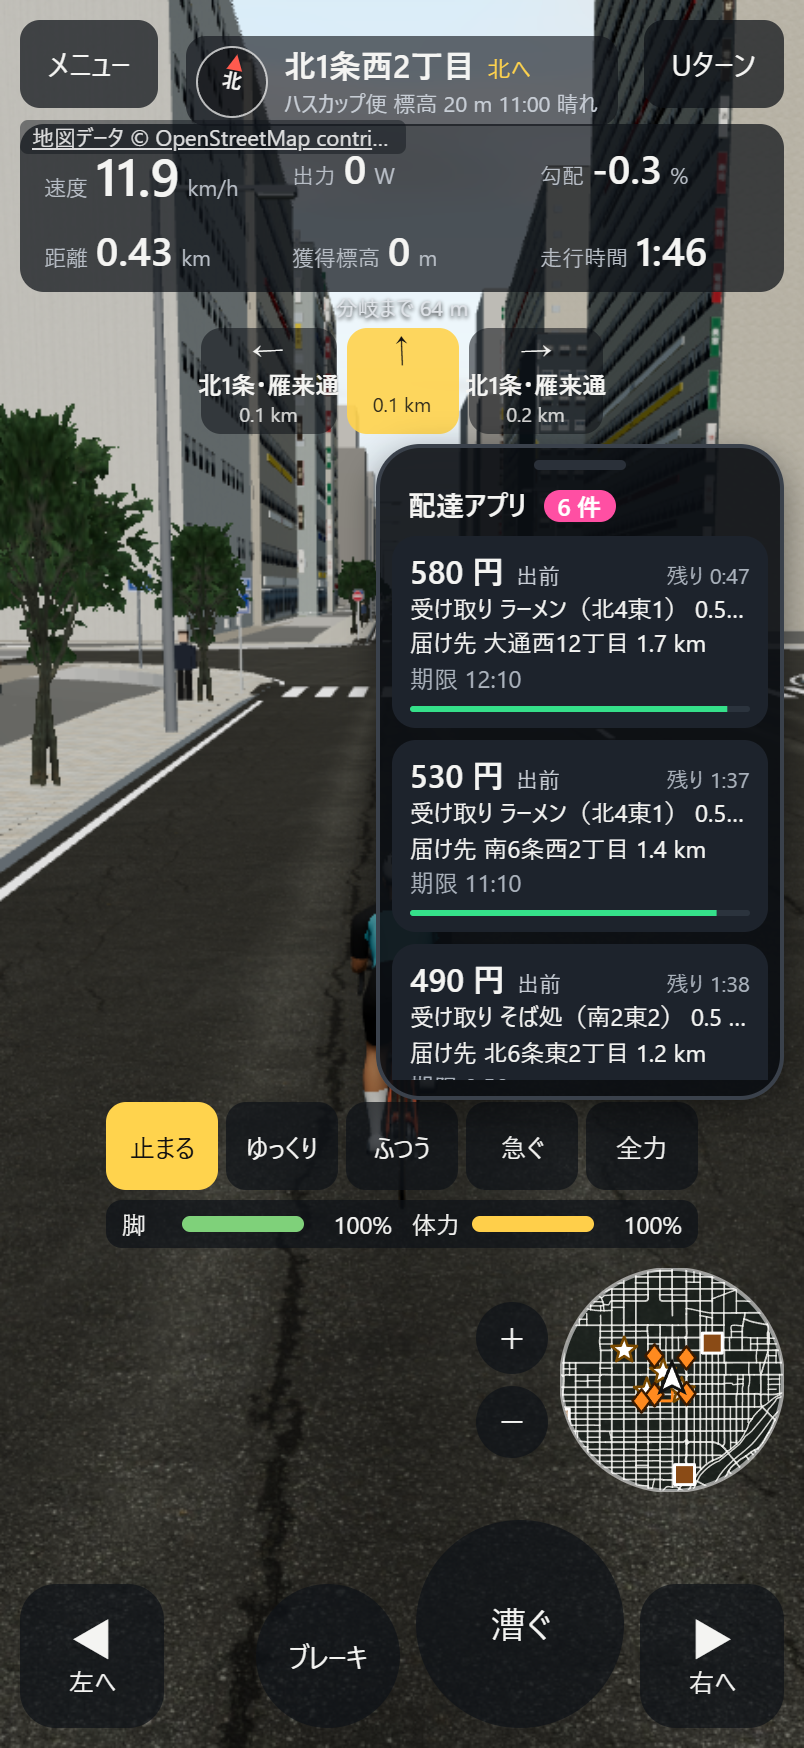 メニュー
北
北1条西2丁目 北へ
ハスカップ便 標高 20 m 11:00 晴れ
Uターン
地図データ © OpenStreetMap contri...
速度 11.9 km/h
出力 0 W
勾配 -0.3 %
距離 0.43 km
獲得標高 0 m
走行時間 1:46
分岐まで 64 m
←
北1条・雁来通
0.1 km
↑
0.1 km
→
北1条・雁来通
0.2 km
配達アプリ 6 件
580 円 出前 残り 0:47
受け取り ラーメン（北4東1） 0.5...
届け先 大通西12丁目 1.7 km
期限 12:10
530 円 出前 残り 1:37
受け取り ラーメン（北4東1） 0.5...
届け先 南6条西2丁目 1.4 km
期限 11:10
490 円 出前 残り 1:38
受け取り そば処（南2東2） 0.5 ...
届け先 北6条東2丁目 1.2 km
止まる
ゆっくり
ふつう
急ぐ
全力
脚 100% 体力 100%
+
−
◀
左へ
ブレーキ
漕ぐ
▶
右へ